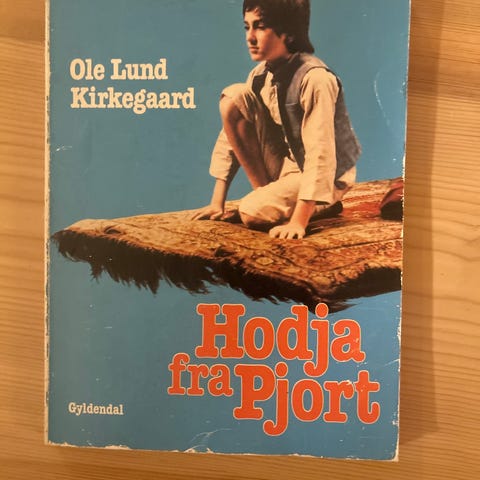 Ole Lund
Kirkegaard
Hodja
fra Pjort
Gyldendal